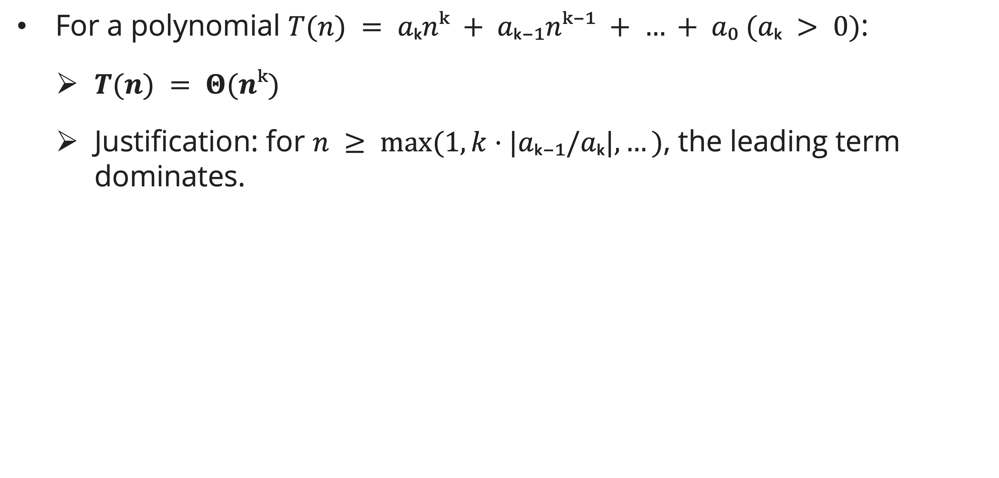 • For a polynomial T(n) = aₖnᵏ + aₖ₋₁nᵏ⁻¹ + … + a₀ (aₖ > 0):
➢ T(n) = Θ(nᵏ)
➢ Justification: for n ≥ max(1, k · |aₖ₋₁/aₖ|, … ), the leading term
dominates.